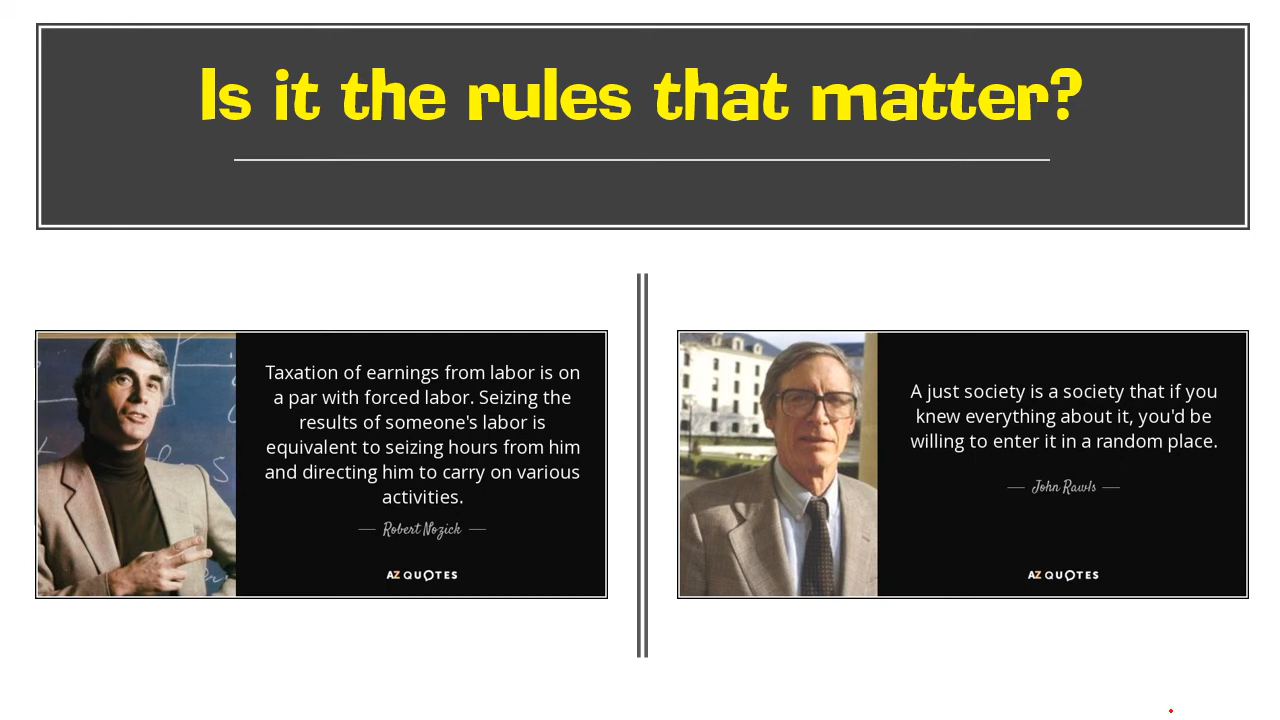 Is it the rules that matter?
Taxation of earnings from labor is on
a par with forced labor. Seizing the
results of someone's labor is
equivalent to seizing hours from him
and directing him to carry on various
activities.
— Robert Nozick —
AZ QUOTES
A just society is a society that if you
knew everything about it, you'd be
willing to enter it in a random place.
— John Rawls —
AZ QUOTES